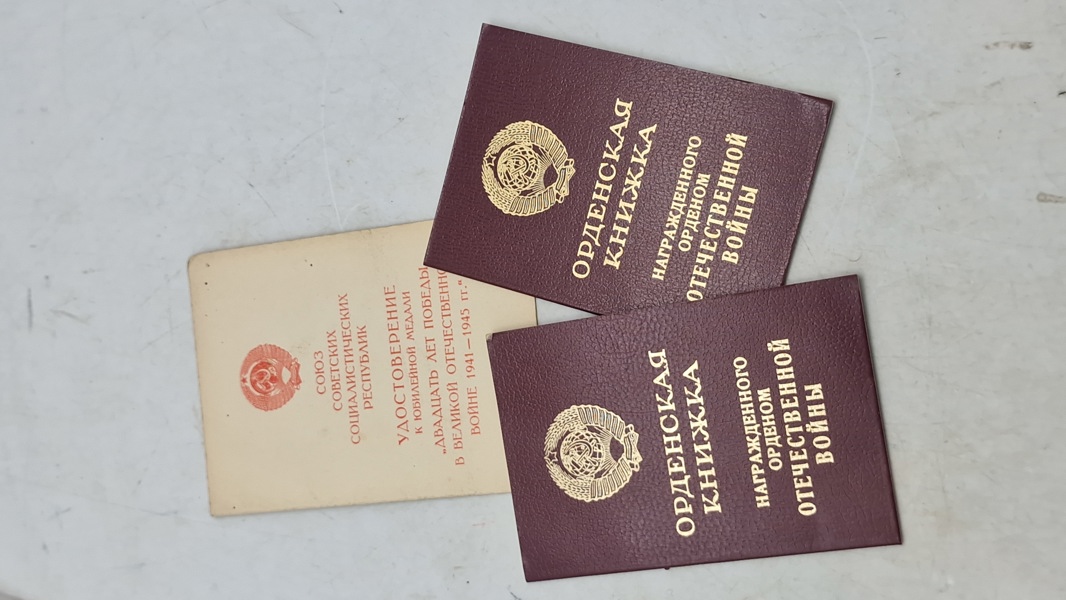 СОЮЗ
СОВЕТСКИХ
СОЦИАЛИСТИЧЕСКИХ
РЕСПУБЛИК
УДОСТОВЕРЕНИЕ
К ЮБИЛЕЙНОЙ МЕДАЛИ
„ДВАДЦАТЬ ЛЕТ ПОБЕДЫ
В ВЕЛИКОЙ ОТЕЧЕСТВЕННО
ВОЙНЕ 1941—1945 гг.“
ОРДЕНСКАЯ
КНИЖКА
НАГРАЖДЕННОГО
ОРДЕНОМ
ОТЕЧЕСТВЕННОЙ
ВОЙНЫ
ОРДЕНСКАЯ
КНИЖКА
НАГРАЖДЕННОГО
ОРДЕНОМ
ОТЕЧЕСТВЕННОЙ
ВОЙНЫ